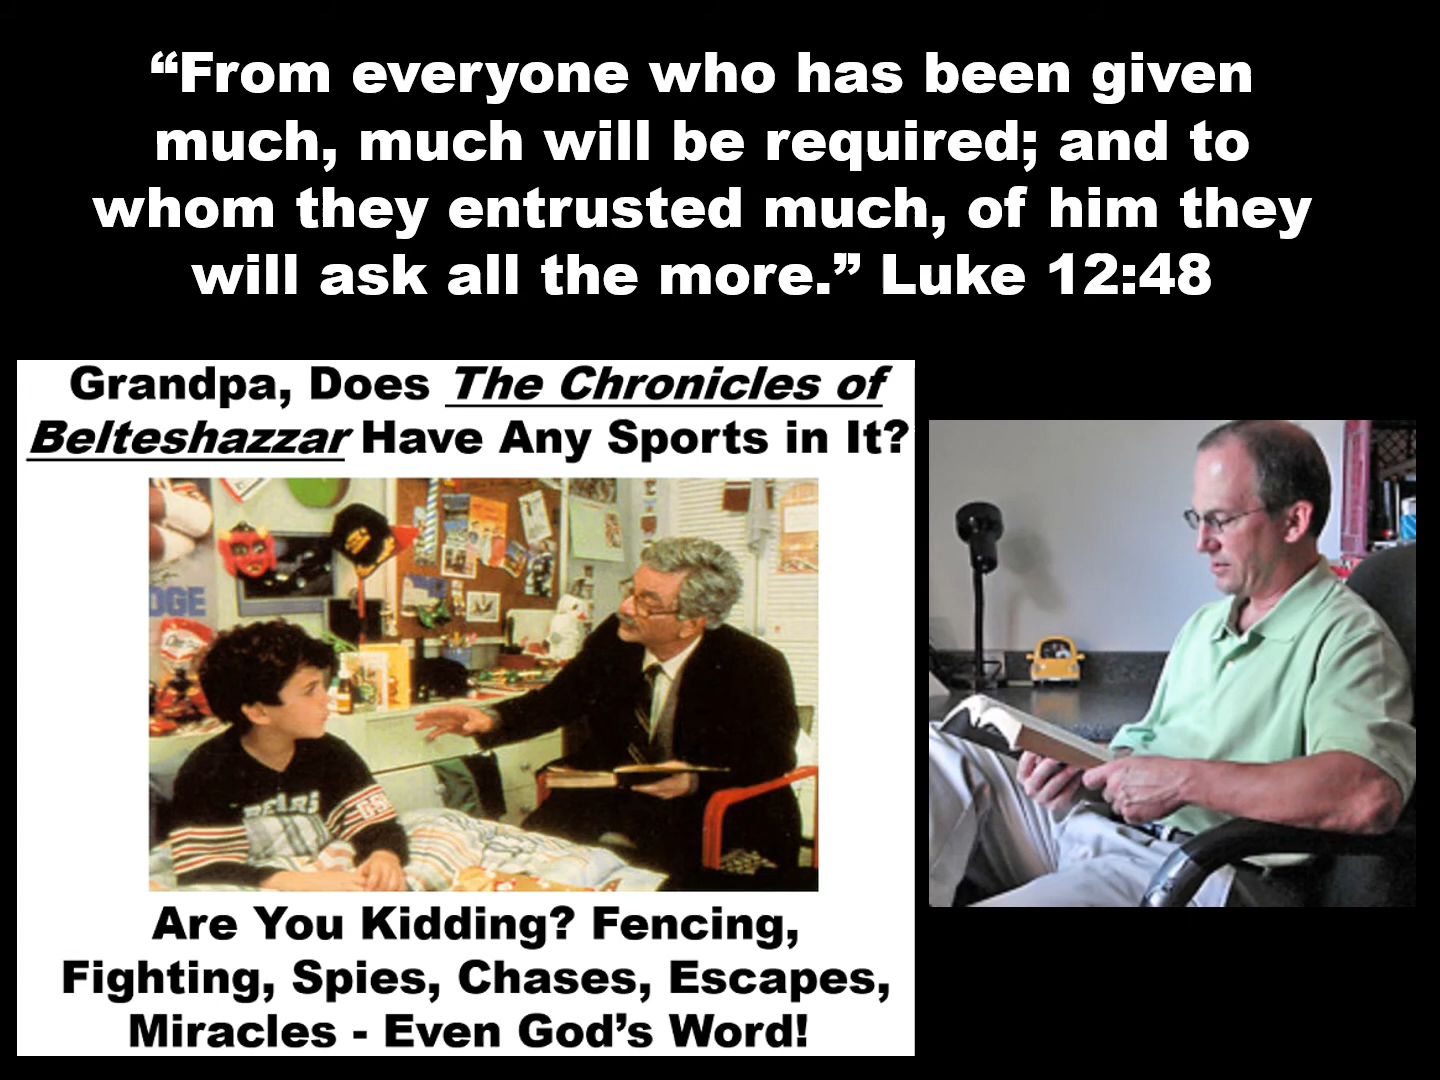 “From everyone who has been given
much, much will be required; and to
whom they entrusted much, of him they
will ask all the more.” Luke 12:48
Grandpa, Does The Chronicles of
Belteshazzar Have Any Sports in It?
DGE
BEARS
Are You Kidding? Fencing,
Fighting, Spies, Chases, Escapes,
Miracles - Even God’s Word!